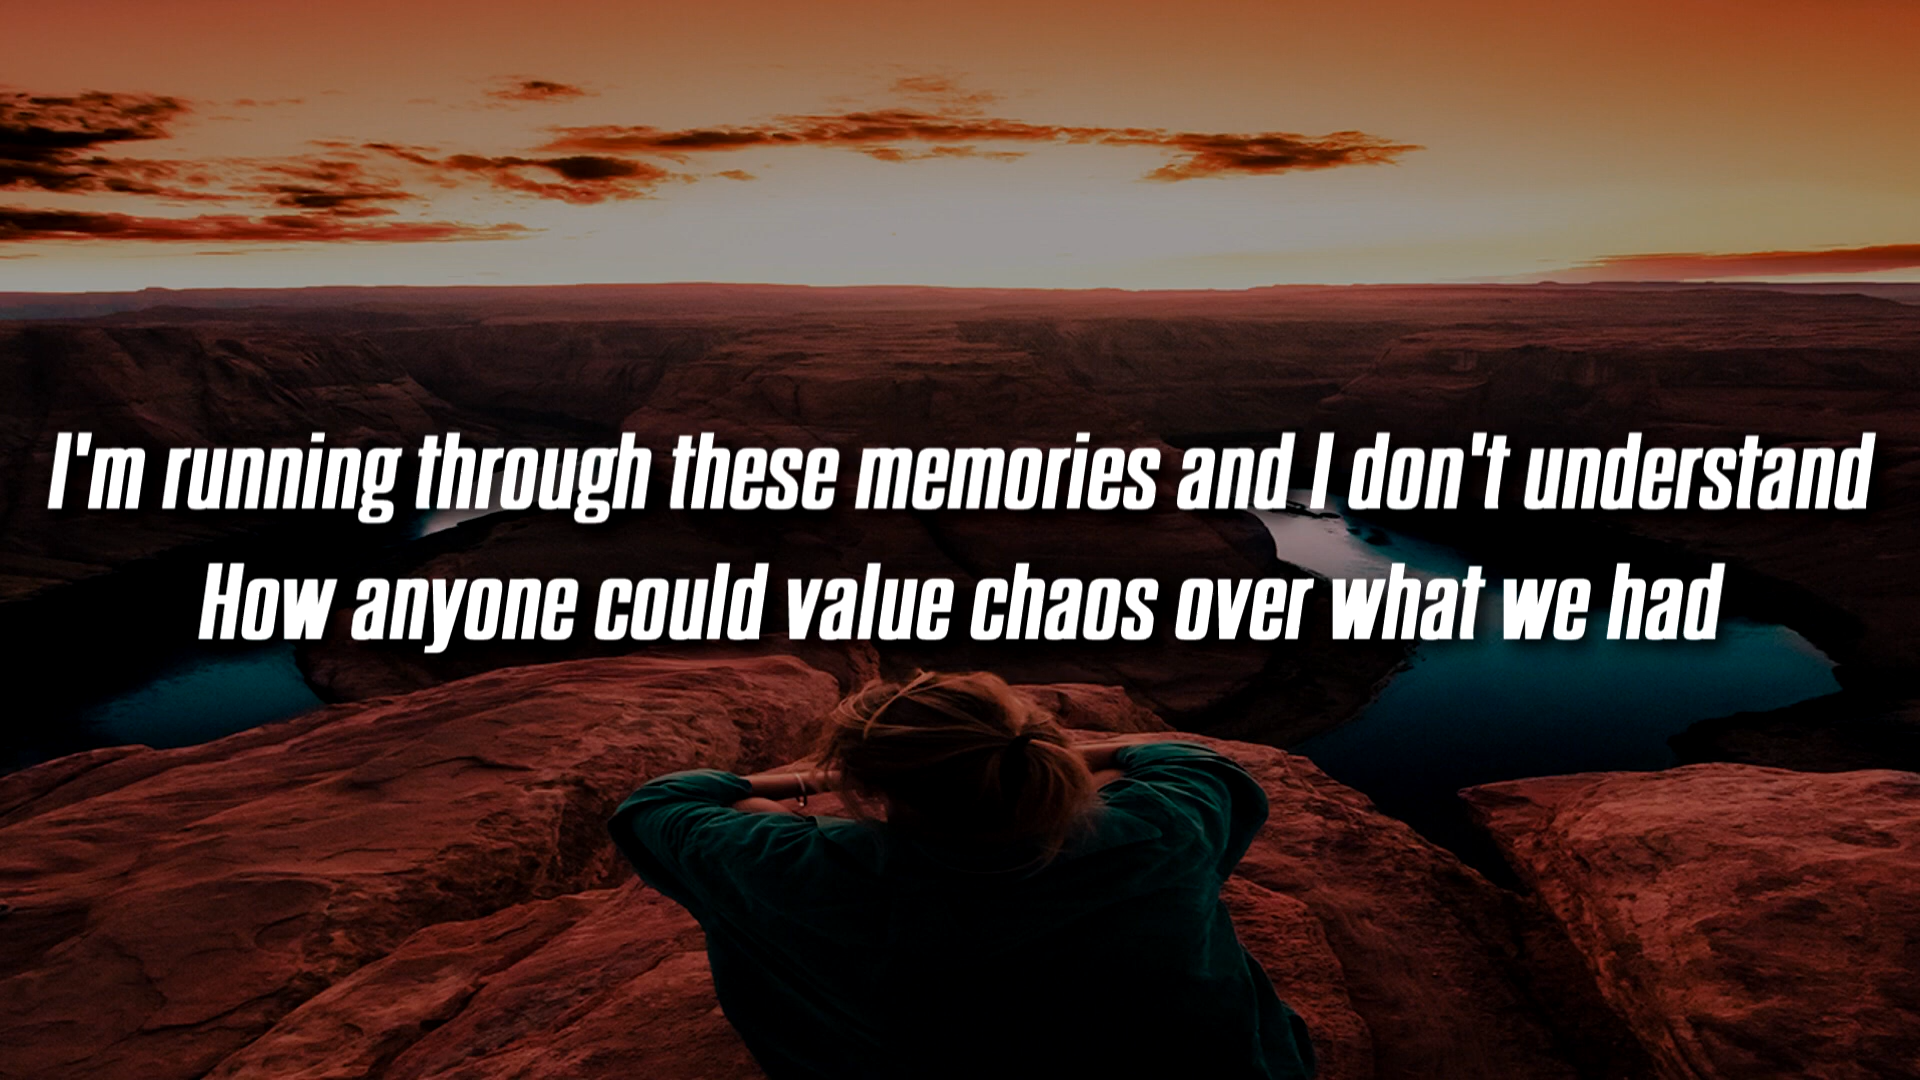 I'm running through these memories and I don't understand
How anyone could value chaos over what we had